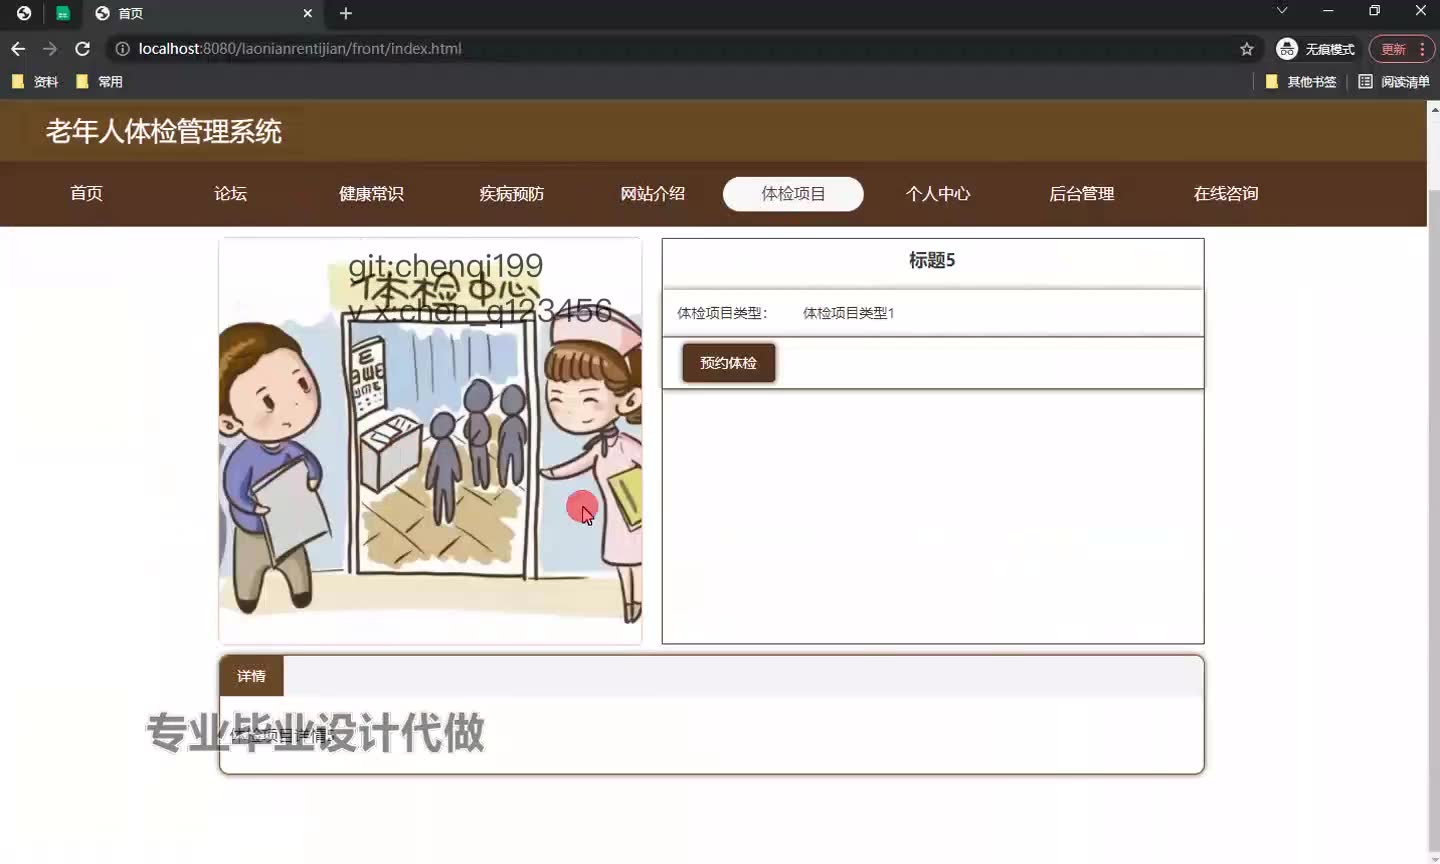 首页
localhost:8080/laonianrentijian/front/index.html
无痕模式
更新
资料
常用
其他书签
阅读清单
老年人体检管理系统
首页
论坛
健康常识
疾病预防
网站介绍
体检项目
个人中心
后台管理
在线咨询
git:chenqi199
体检中心
v x:chen_q123456
标题5
体检项目类型：
体检项目类型1
预约体检
详情
体检项目详情5
专业毕业设计代做